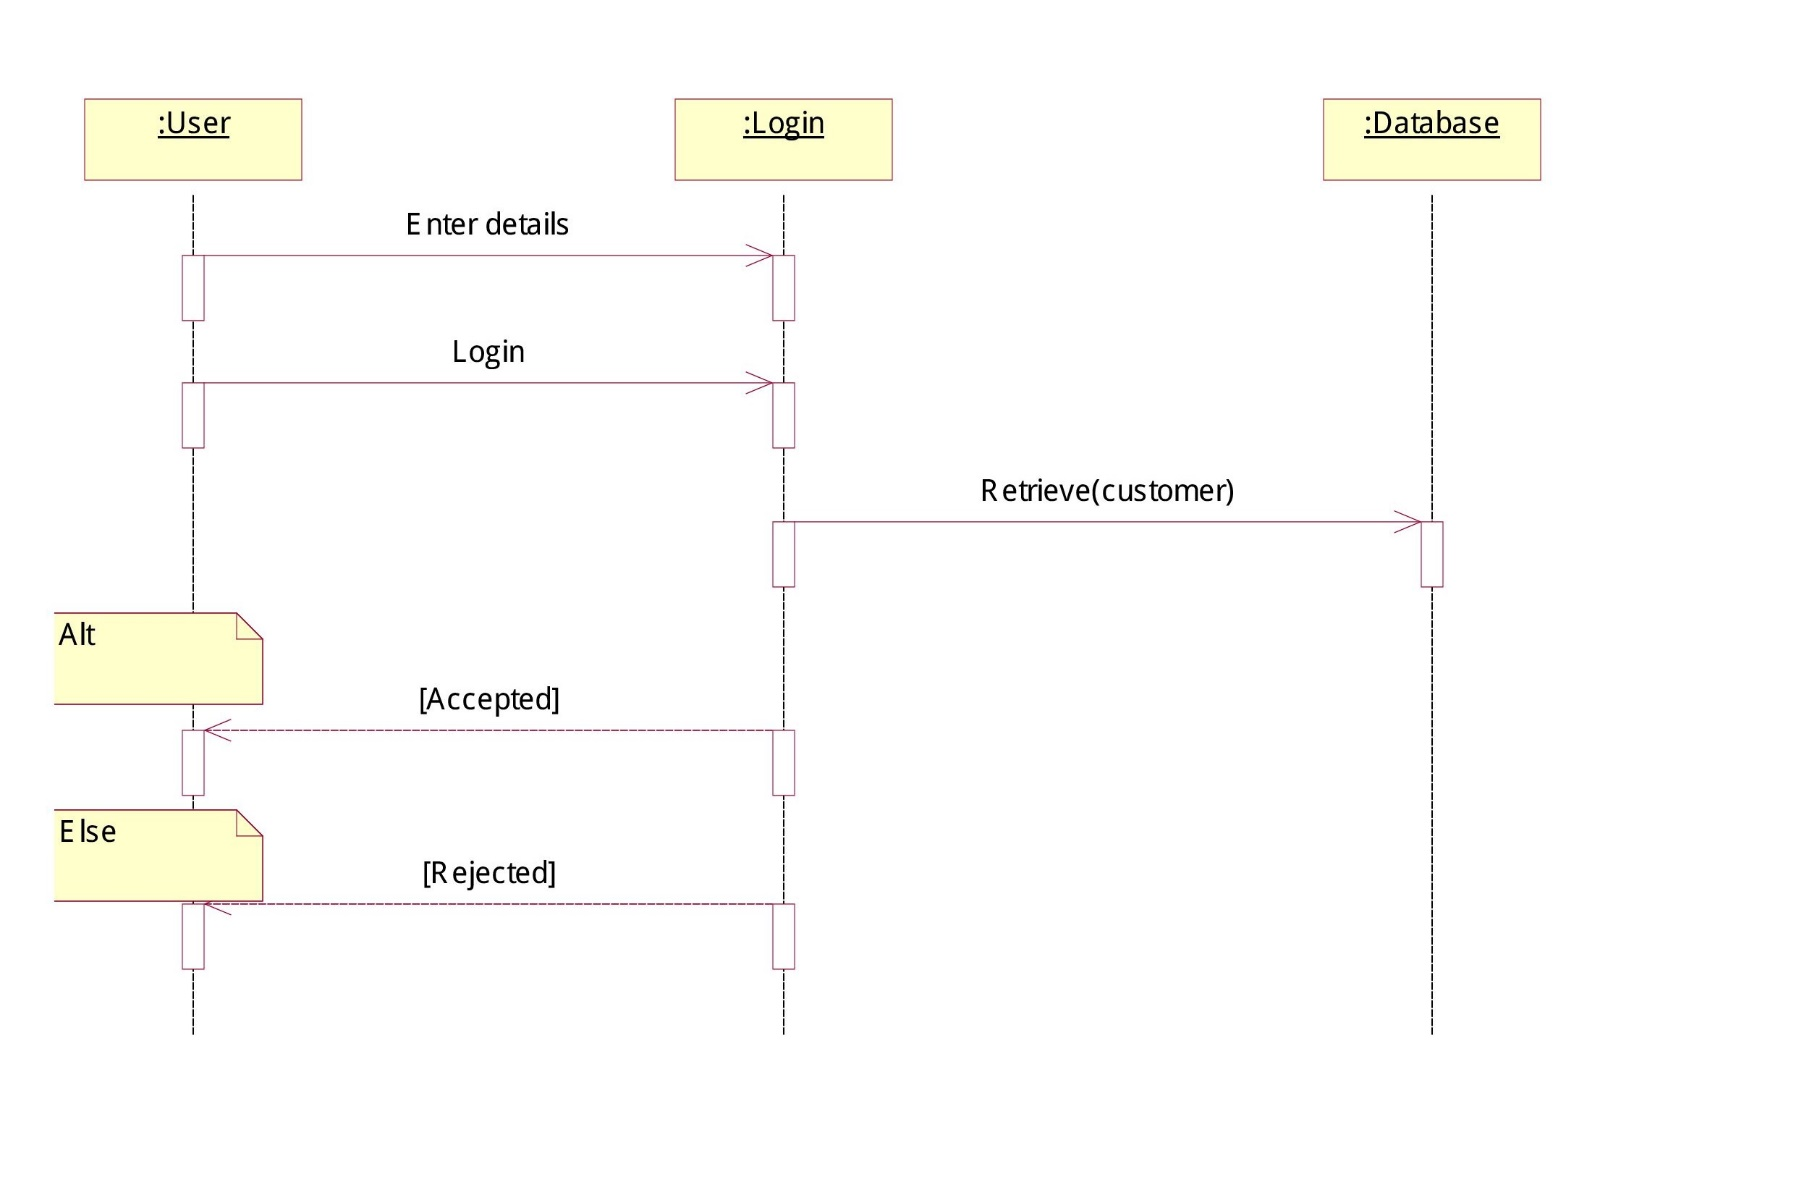 :User
:Login
:Database
Enter details
Login
Retrieve(customer)
Alt
[Accepted]
Else
[Rejected]